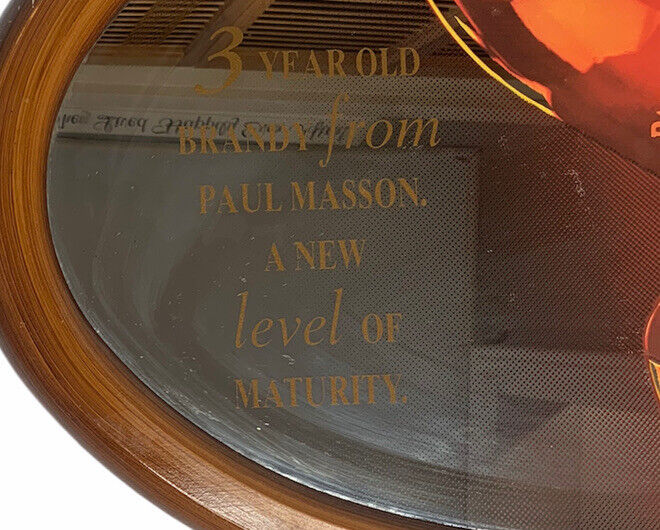 3 YEAR OLD
BRANDY from
PAUL MASSON.
A NEW
level OF
MATURITY.